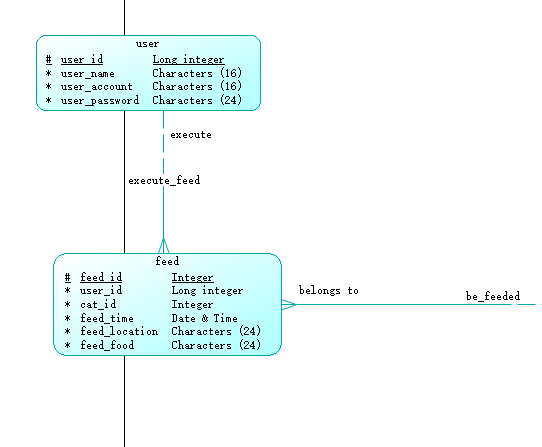 user
# user_id Long integer
* user_name Characters (16)
* user_account Characters (16)
* user_password Characters (24)
execute
execute_feed
feed
# feed_id Integer
* user_id Long integer
* cat_id Integer
* feed_time Date & Time
* feed_location Characters (24)
* feed_food Characters (24)
belongs to
be_feeded